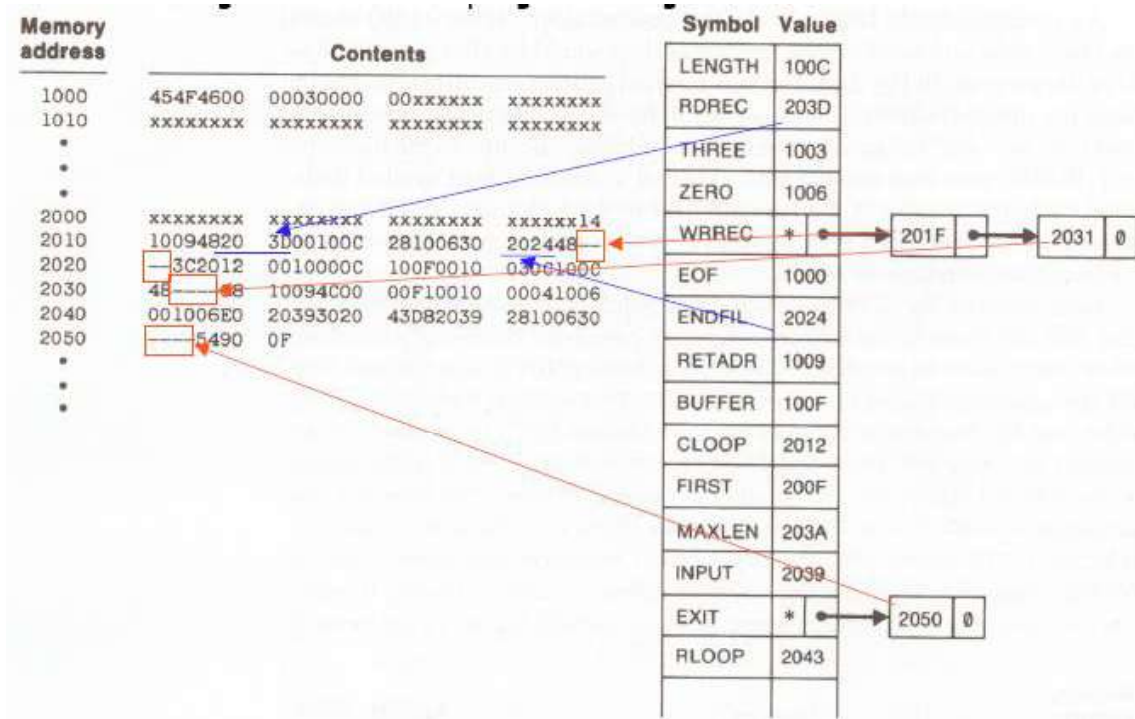 Memory address Contents
1000 454F4600 00030000 00xxxxxx xxxxxxxx
1010 xxxxxxxx xxxxxxxx xxxxxxxx xxxxxxxx
•
•
•
2000 xxxxxxxx xxxxxxxx xxxxxxxx xxxxxx14
2010 10094820 3D00100C 28100630 202448--
2020 --3C2012 0010000C 100F0010 030C1000
2030 48----08 10094C00 00F10010 00041006
2040 001006E0 20393020 43D82039 28100630
2050 ----5490 0F
•
•
•
Symbol Value
LENGTH 100C
RDREC 203D
THREE 1003
ZERO 1006
WRREC * 201F 2031 0
EOF 1000
ENDFIL 2024
RETADR 1009
BUFFER 100F
CLOOP 2012
FIRST 200F
MAXLEN 203A
INPUT 2039
EXIT * 2050 0
RLOOP 2043